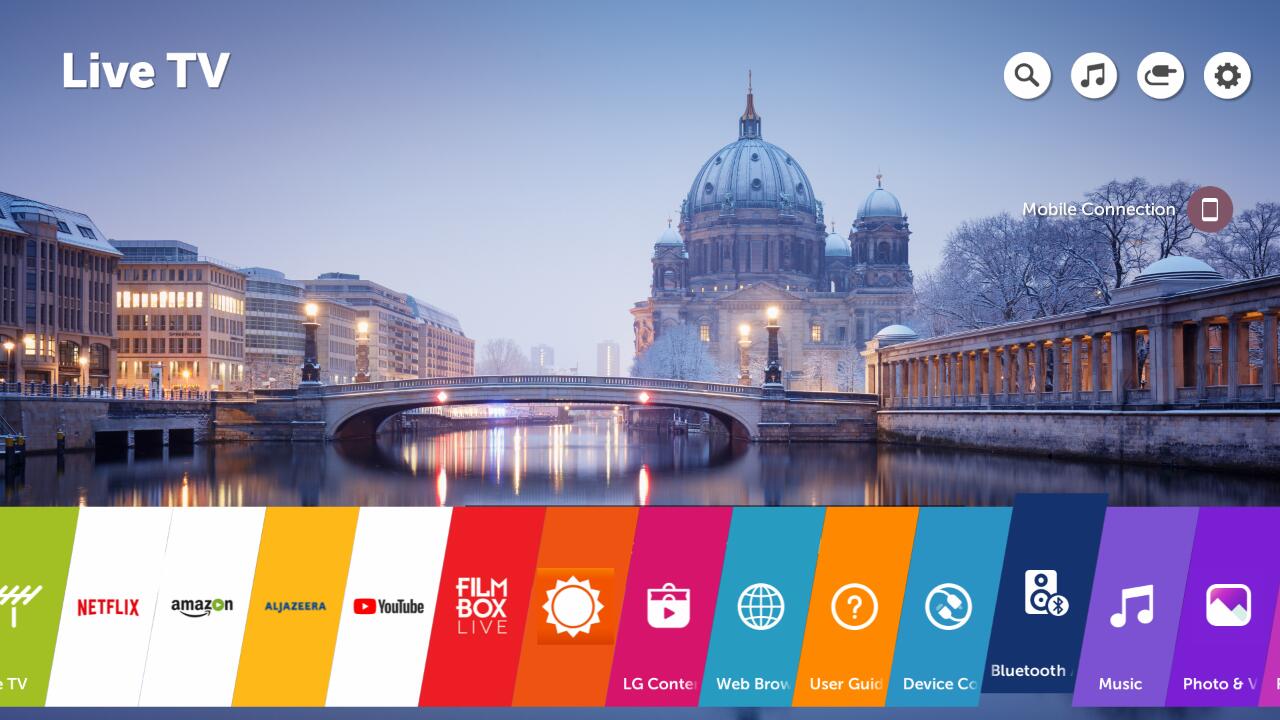 Live TV
Mobile Connection
e TV
NETFLIX
amazon
ALJAZEERA
YouTube
FILM
BOX
LIVE
LG Conte
Web Brow
User Guid
Device Co
Bluetooth
Music
Photo & V